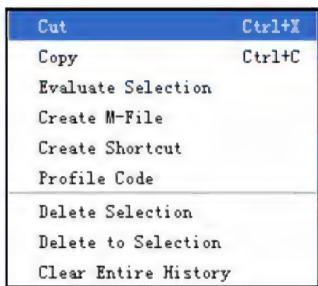 Cut Ctrl+X
Copy Ctrl+C
Evaluate Selection
Create M-File
Create Shortcut
Profile Code
Delete Selection
Delete to Selection
Clear Entire History